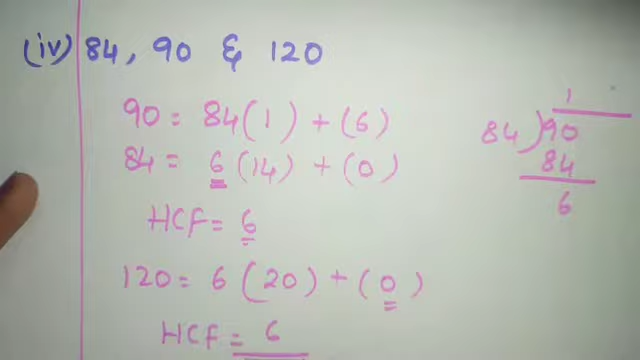 (iv) 84, 90 & 120
90 = 84 (1) + (6)
84 = 6 (14) + (0)
HCF = 6
120 = 6 (20) + (0)
HCF = 6
1
84 ) 90
84
6